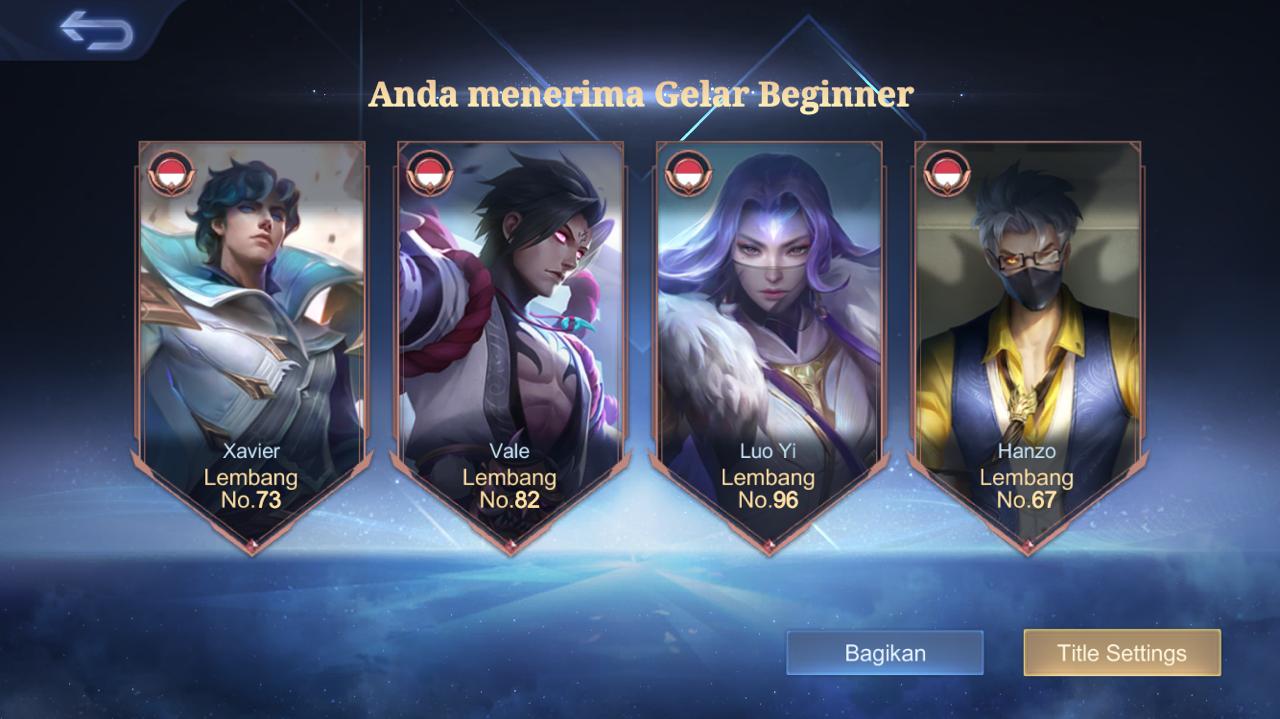 Anda menerima Gelar Beginner
Xavier
Lembang
No.73
Vale
Lembang
No.82
Luo Yi
Lembang
No.96
Hanzo
Lembang
No.67
Bagikan
Title Settings